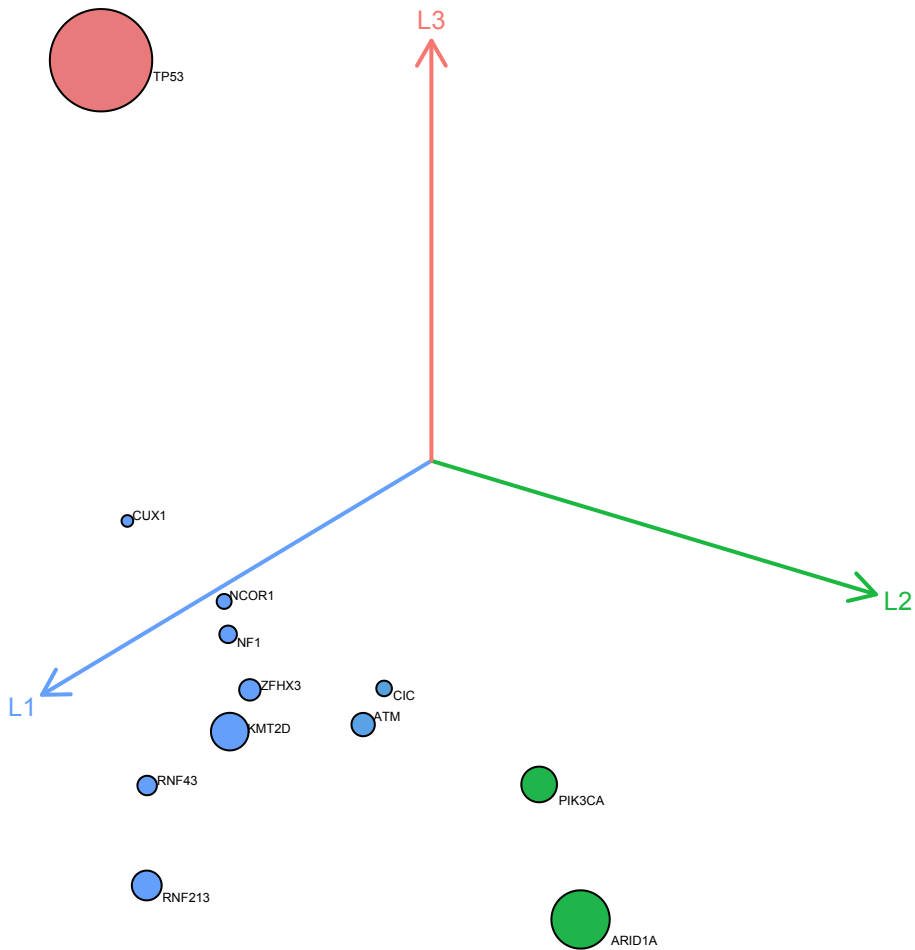 L3
TP53
CUX1
NCOR1
L2
NF1
ZFHX3
CIC
L1
ATM
KMT2D
RNF43
PIK3CA
RNF213
ARID1A